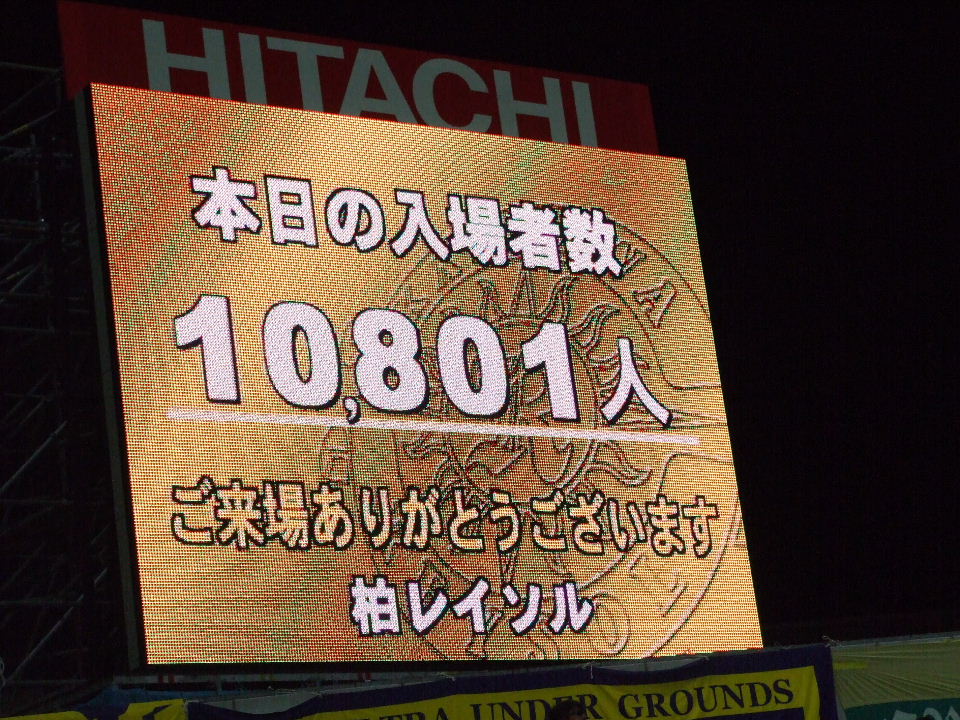 HITACHI
本日の入場者数
10,801人
ご来場ありがとうございます
柏レイソル
UNDER GROUNDS